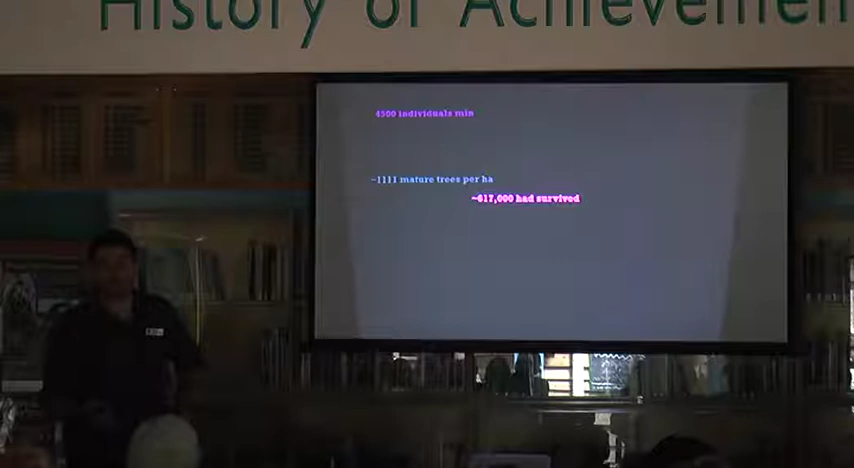 History of Achievemen
4500 individuals min
~1111 mature trees per ha
~617,000 had survived